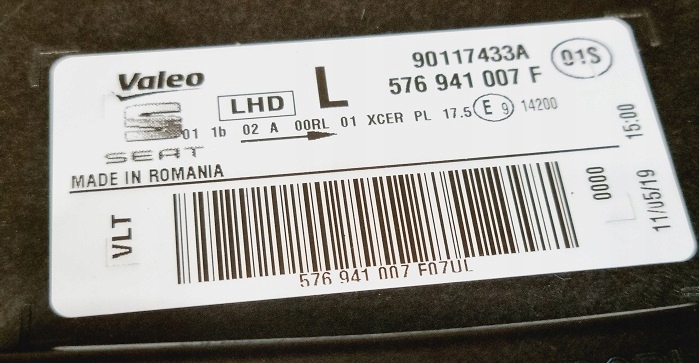 Valeo
LHD
L
90117433A
576 941 007 F
01S
01 1b 02 A 00RL 01 XCER PL 17.5 E 9 14200
SEAT
MADE IN ROMANIA
VLT
576 941 007 F07UL
0000
11/05/19 15:00